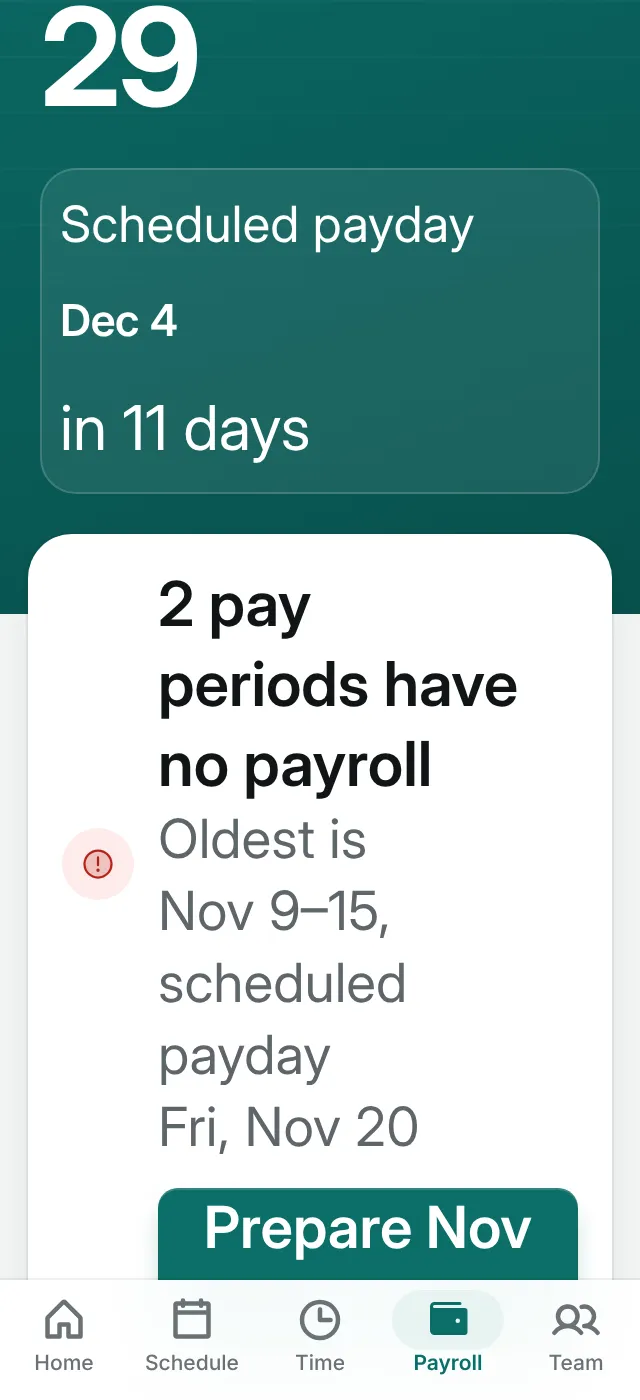 29
Scheduled payday
Dec 4
in 11 days
2 pay
periods have
no payroll
Oldest is
Nov 9–15,
scheduled
payday
Fri, Nov 20
Prepare Nov
Home
Schedule
Time
Payroll
Team